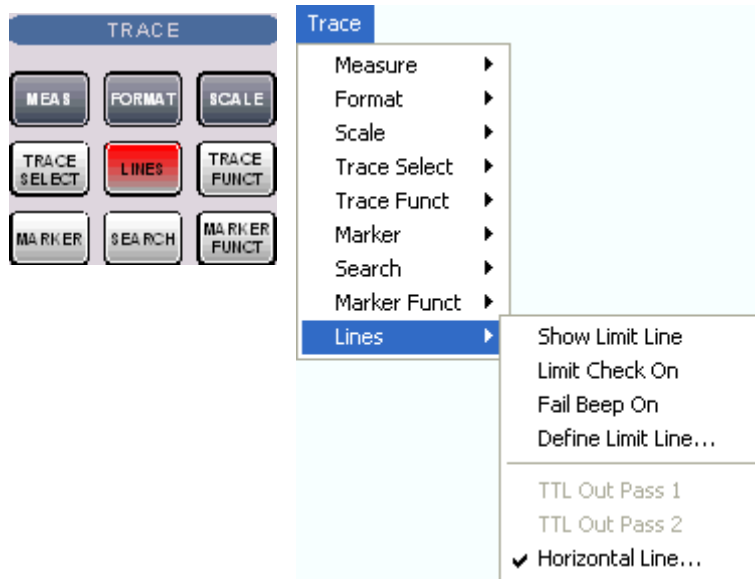 TRACE
MEAS
FORMAT
SCALE
TRACE
SELECT
LINES
TRACE
FUNCT
MARKER
SEARCH
MARKER
FUNCT
Trace
Measure
Format
Scale
Trace Select
Trace Funct
Marker
Search
Marker Funct
Lines
Show Limit Line
Limit Check On
Fail Beep On
Define Limit Line...
TTL Out Pass 1
TTL Out Pass 2
Horizontal Line...